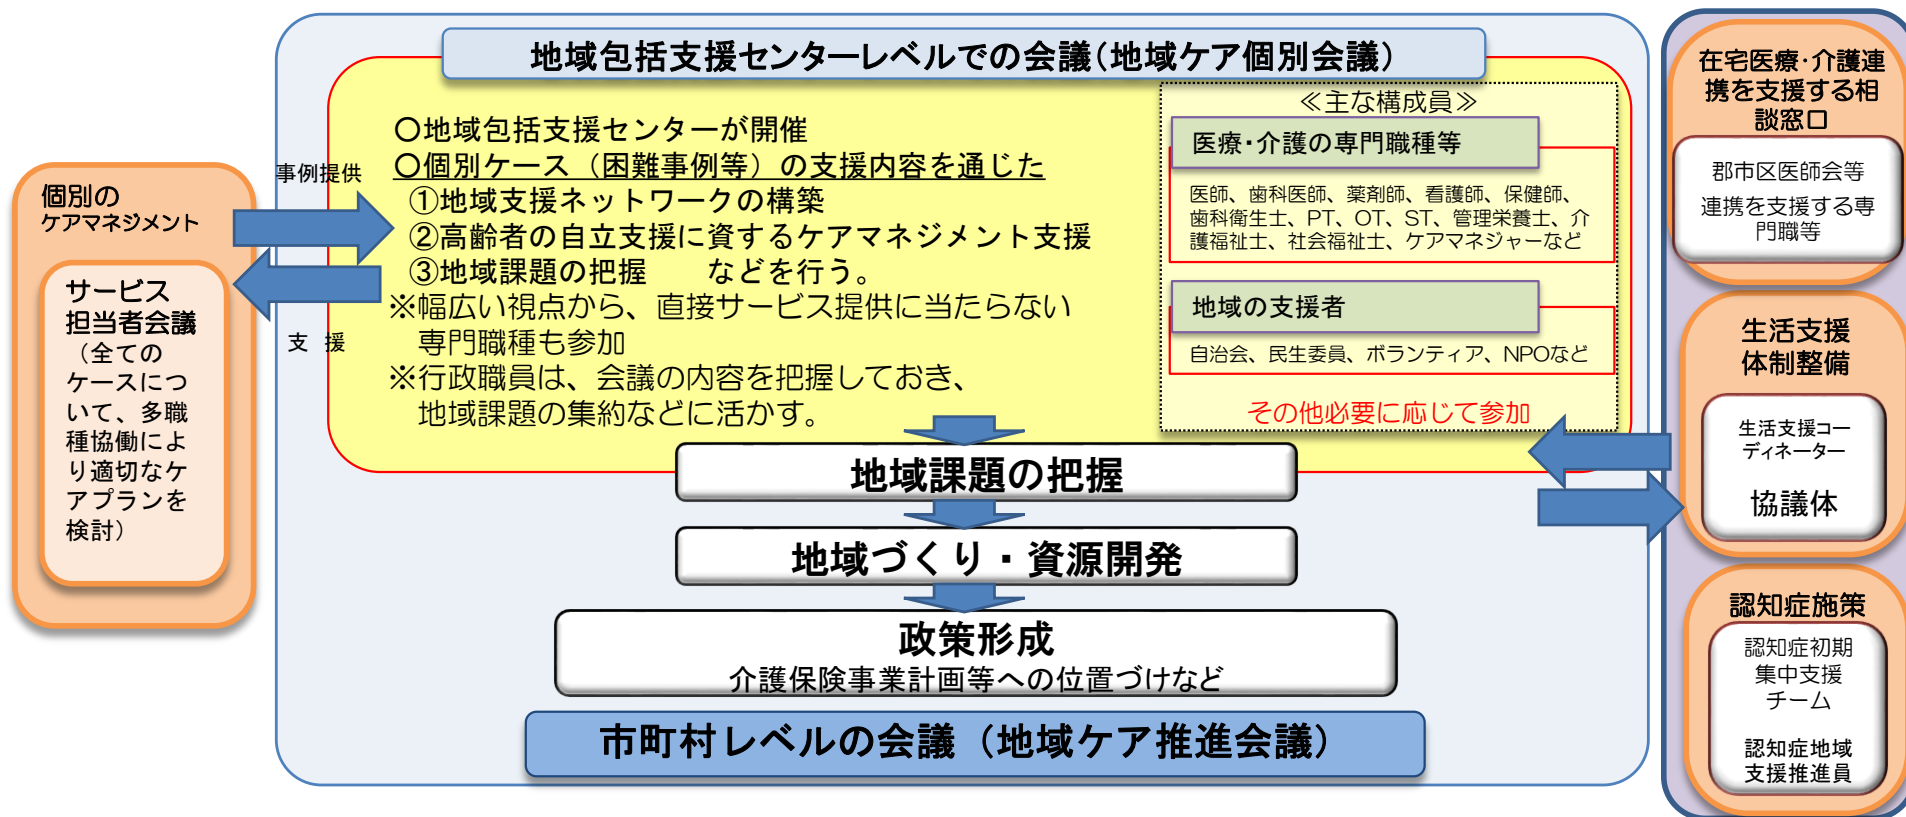 地域包括支援センターレベルでの会議(地域ケア個別会議)
〇地域包括支援センターが開催
〇個別ケース（困難事例等）の支援内容を通じた
①地域支援ネットワークの構築
②高齢者の自立支援に資するケアマネジメント支援
③地域課題の把握　　などを行う。
※幅広い視点から、直接サービス提供に当たらない
専門職種も参加
※行政職員は、会議の内容を把握しておき、
地域課題の集約などに活かす。
≪主な構成員≫
医療・介護の専門職種等
医師、歯科医師、薬剤師、看護師、保健師、
歯科衛生士、PT、OT、ST、管理栄養士、介
護福祉士、社会福祉士、ケアマネジャーなど
地域の支援者
自治会、民生委員、ボランティア、NPOなど
その他必要に応じて参加
事例提供
支　援
個別の
ケアマネジメント
サービス
担当者会議
（全ての
ケースにつ
いて、多職
種協働によ
り適切なケ
アプランを
検討）
地域課題の把握
地域づくり・資源開発
政策形成
介護保険事業計画等への位置づけなど
市町村レベルの会議（地域ケア推進会議）
在宅医療・介護連
携を支援する相
談窓口
郡市区医師会等
連携を支援する専
門職等
生活支援
体制整備
生活支援コー
ディネーター
協議体
認知症施策
認知症初期
集中支援
チーム
認知症地域
支援推進員